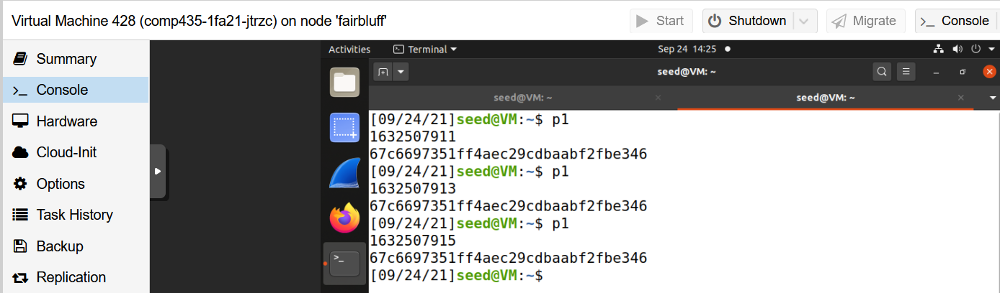 Virtual Machine 428 (comp435-1fa21-jtrzc) on node 'fairbluff' Start Shutdown Migrate >_ Console
Summary
>_ Console
Hardware
Cloud-Init
Options
Task History
Backup
Replication
Activities Terminal Sep 24 14:25
seed@VM: ~
seed@VM: ~ seed@VM: ~
[09/24/21]seed@VM:~$ p1
1632507911
67c6697351ff4aec29cdbaabf2fbe346
[09/24/21]seed@VM:~$ p1
1632507913
67c6697351ff4aec29cdbaabf2fbe346
[09/24/21]seed@VM:~$ p1
1632507915
67c6697351ff4aec29cdbaabf2fbe346
[09/24/21]seed@VM:~$